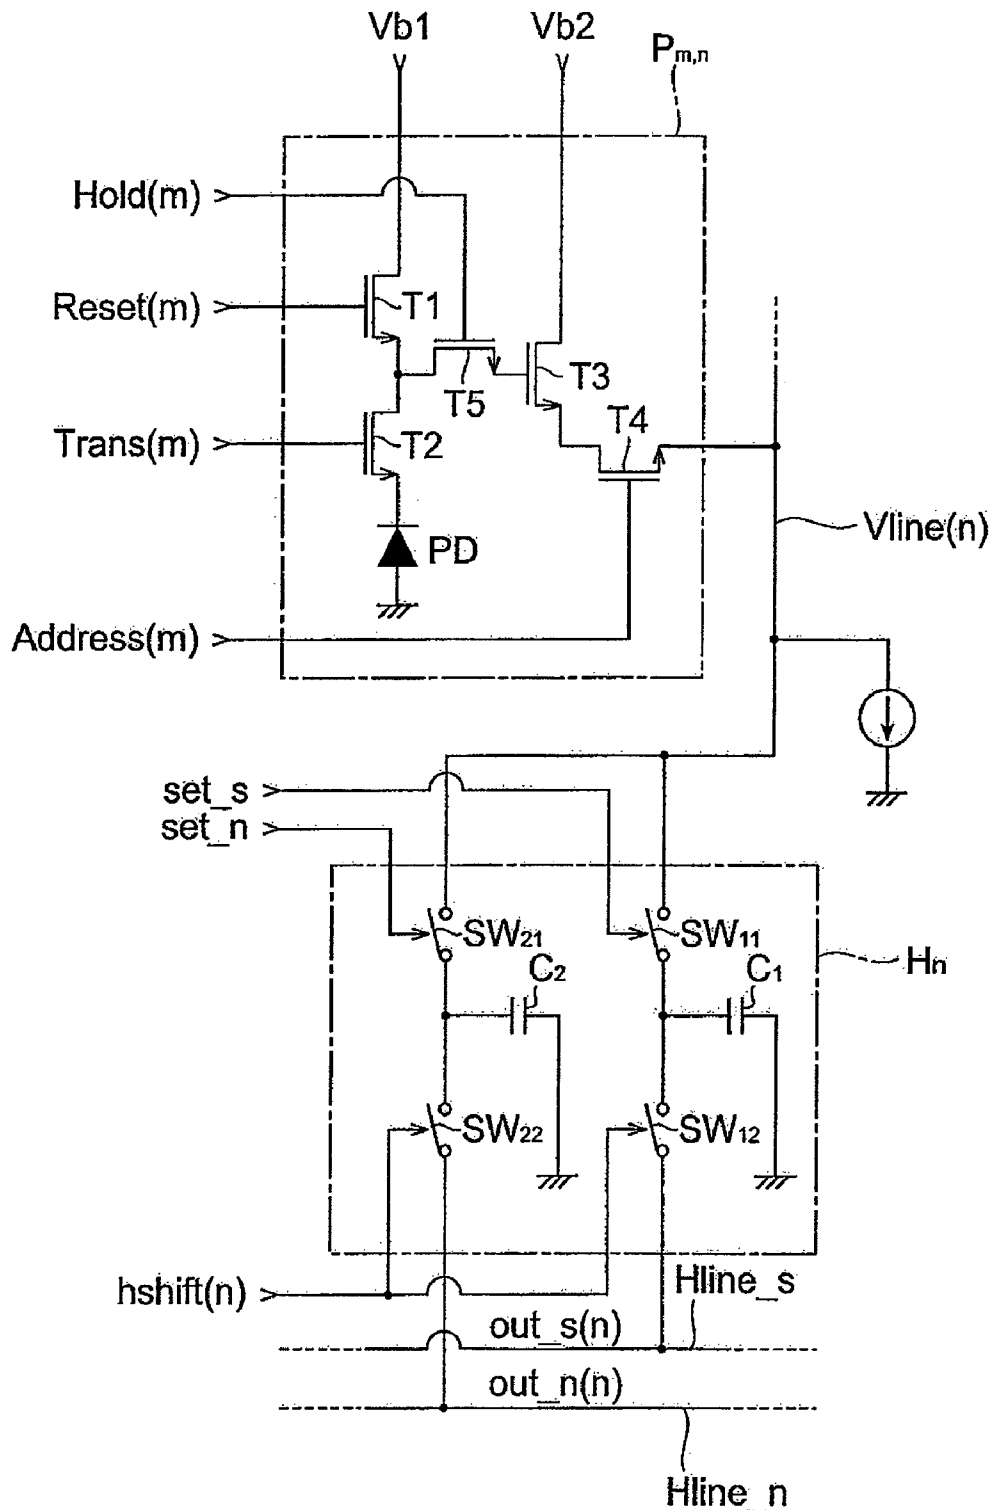 Vb1 Vb2
Pm,n
Hold(m)
Reset(m)
T1
T5
T3
T4
Trans(m)
T2
PD
Vline(n)
Address(m)
set_s
set_n
SW21
SW11
Hn
C2
C1
SW22
SW12
hshift(n)
Hline_s
out_s(n)
out_n(n)
Hline_n